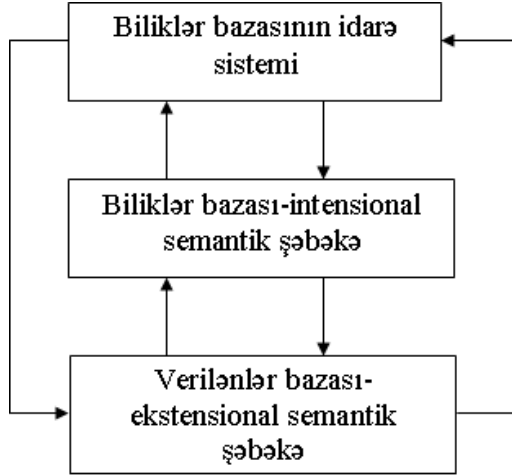 Biliklər bazasının idarə
sistemi
Biliklər bazası-intensional
semantik şəbəkə
Verilənlər bazası-
ekstensional semantik
şəbəkə